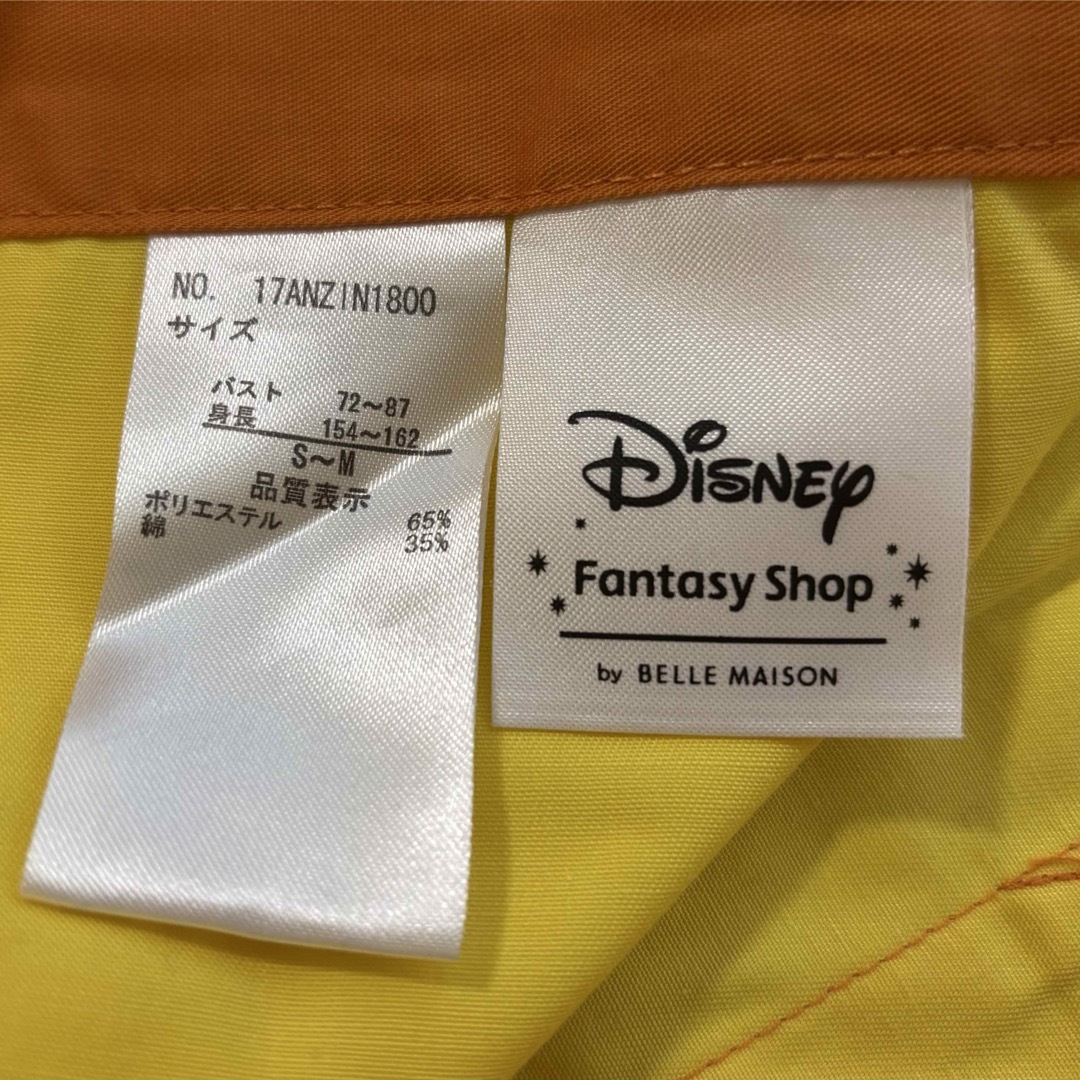 NO. 17ANZIN1800
サイズ
バスト 72～87
身長 154～162
S～M
品質表示
ポリエステル 65%
綿 35%
Disney
Fantasy Shop
by BELLE MAISON